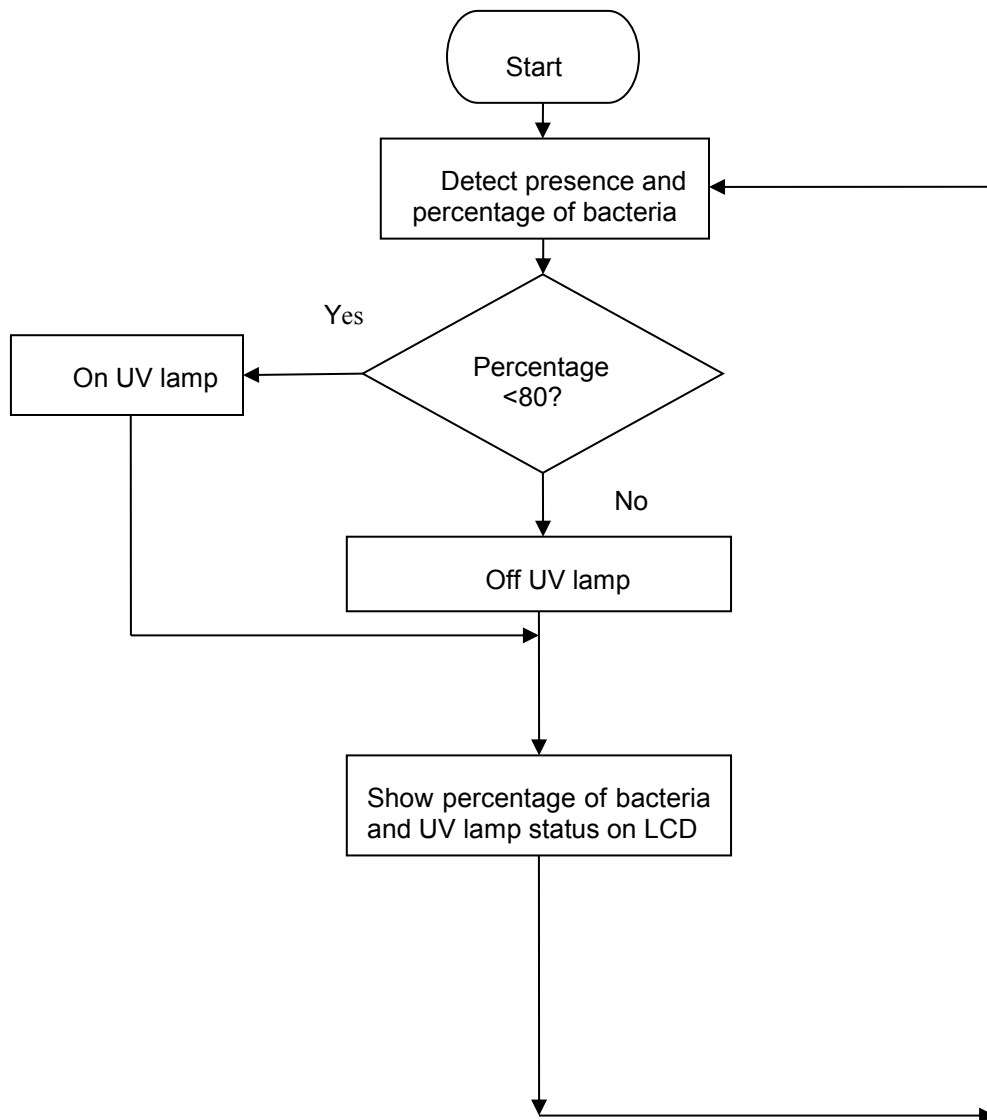 Start
Detect presence and
percentage of bacteria
Yes
Percentage
<80?
On UV lamp
No
Off UV lamp
Show percentage of bacteria
and UV lamp status on LCD